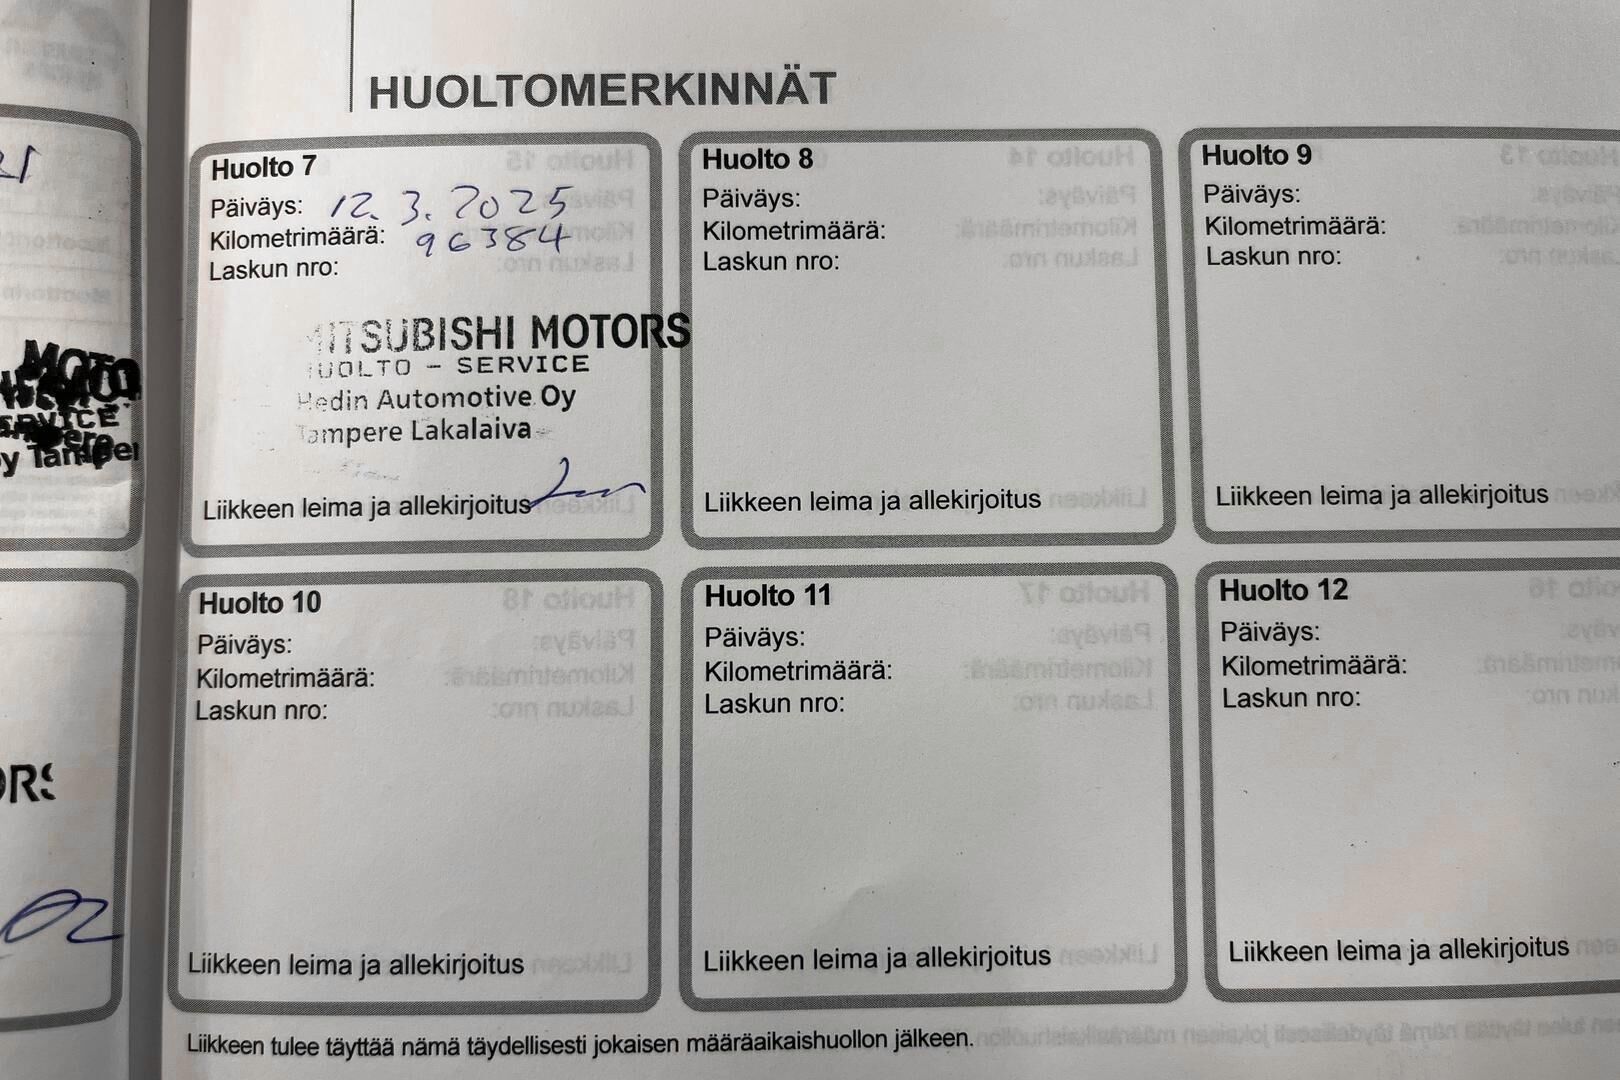 HUOLTOMERKINNÄT
Huolto 7
Päiväys: 12.3.2025
Kilometrimäärä: 96384
Laskun nro:
MITSUBISHI MOTORS
HUOLTO - SERVICE
Hedin Automotive Oy
Tampere Lakalaiva
Liikkeen leima ja allekirjoitus
Huolto 8
Päiväys:
Kilometrimäärä:
Laskun nro:
Liikkeen leima ja allekirjoitus
Huolto 9
Päiväys:
Kilometrimäärä:
Laskun nro:
Liikkeen leima ja allekirjoitus
Huolto 10
Päiväys:
Kilometrimäärä:
Laskun nro:
Liikkeen leima ja allekirjoitus
Huolto 11
Päiväys:
Kilometrimäärä:
Laskun nro:
Liikkeen leima ja allekirjoitus
Huolto 12
Päiväys:
Kilometrimäärä:
Laskun nro:
Liikkeen leima ja allekirjoitus
Liikkeen tulee täyttää nämä täydellisesti jokaisen määräaikaishuollon jälkeen.